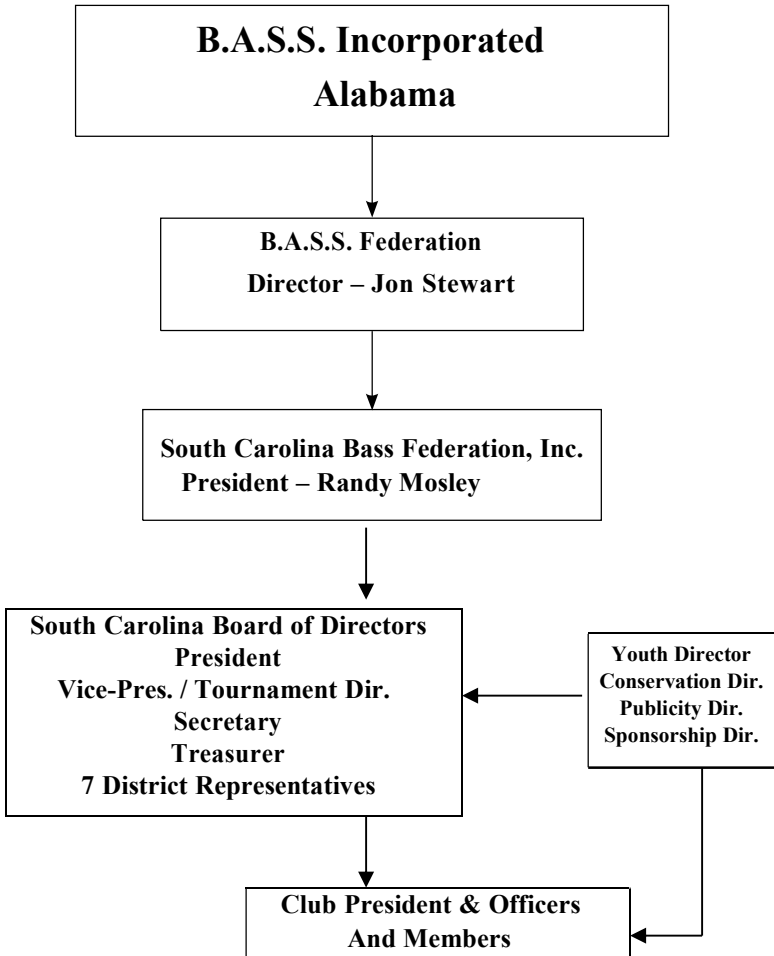 B.A.S.S. Incorporated
Alabama
B.A.S.S. Federation
Director – Jon Stewart
South Carolina Bass Federation, Inc.
President – Randy Mosley
South Carolina Board of Directors
President
Vice-Pres. / Tournament Dir.
Secretary
Treasurer
7 District Representatives
Youth Director
Conservation Dir.
Publicity Dir.
Sponsorship Dir.
Club President & Officers
And Members